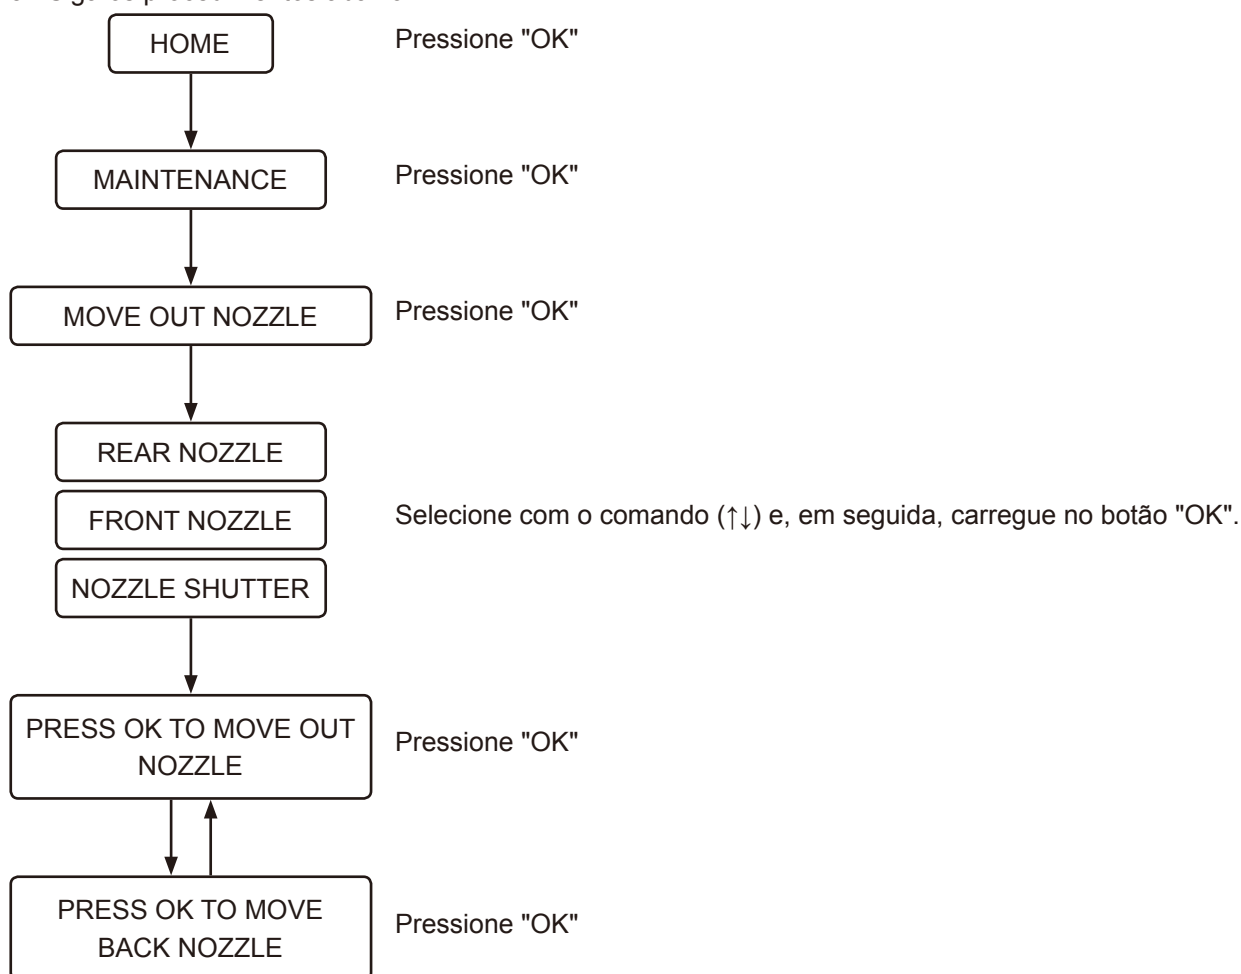 HOME
Pressione "OK"
MAINTENANCE
Pressione "OK"
MOVE OUT NOZZLE
Pressione "OK"
REAR NOZZLE
FRONT NOZZLE
Selecione com o comando (↑↓) e, em seguida, carregue no botão "OK".
NOZZLE SHUTTER
PRESS OK TO MOVE OUT
NOZZLE
Pressione "OK"
PRESS OK TO MOVE
BACK NOZZLE
Pressione "OK"